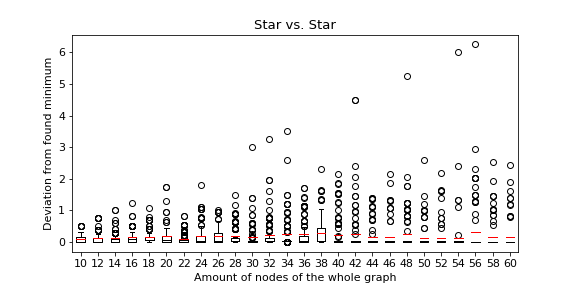 Star vs. Star
Deviation from found minimum
6
5
4
3
2
1
0
10 12 14 16 18 20 22 24 26 28 30 32 34 36 38 40 42 44 46 48 50 52 54 56 58 60
Amount of nodes of the whole graph